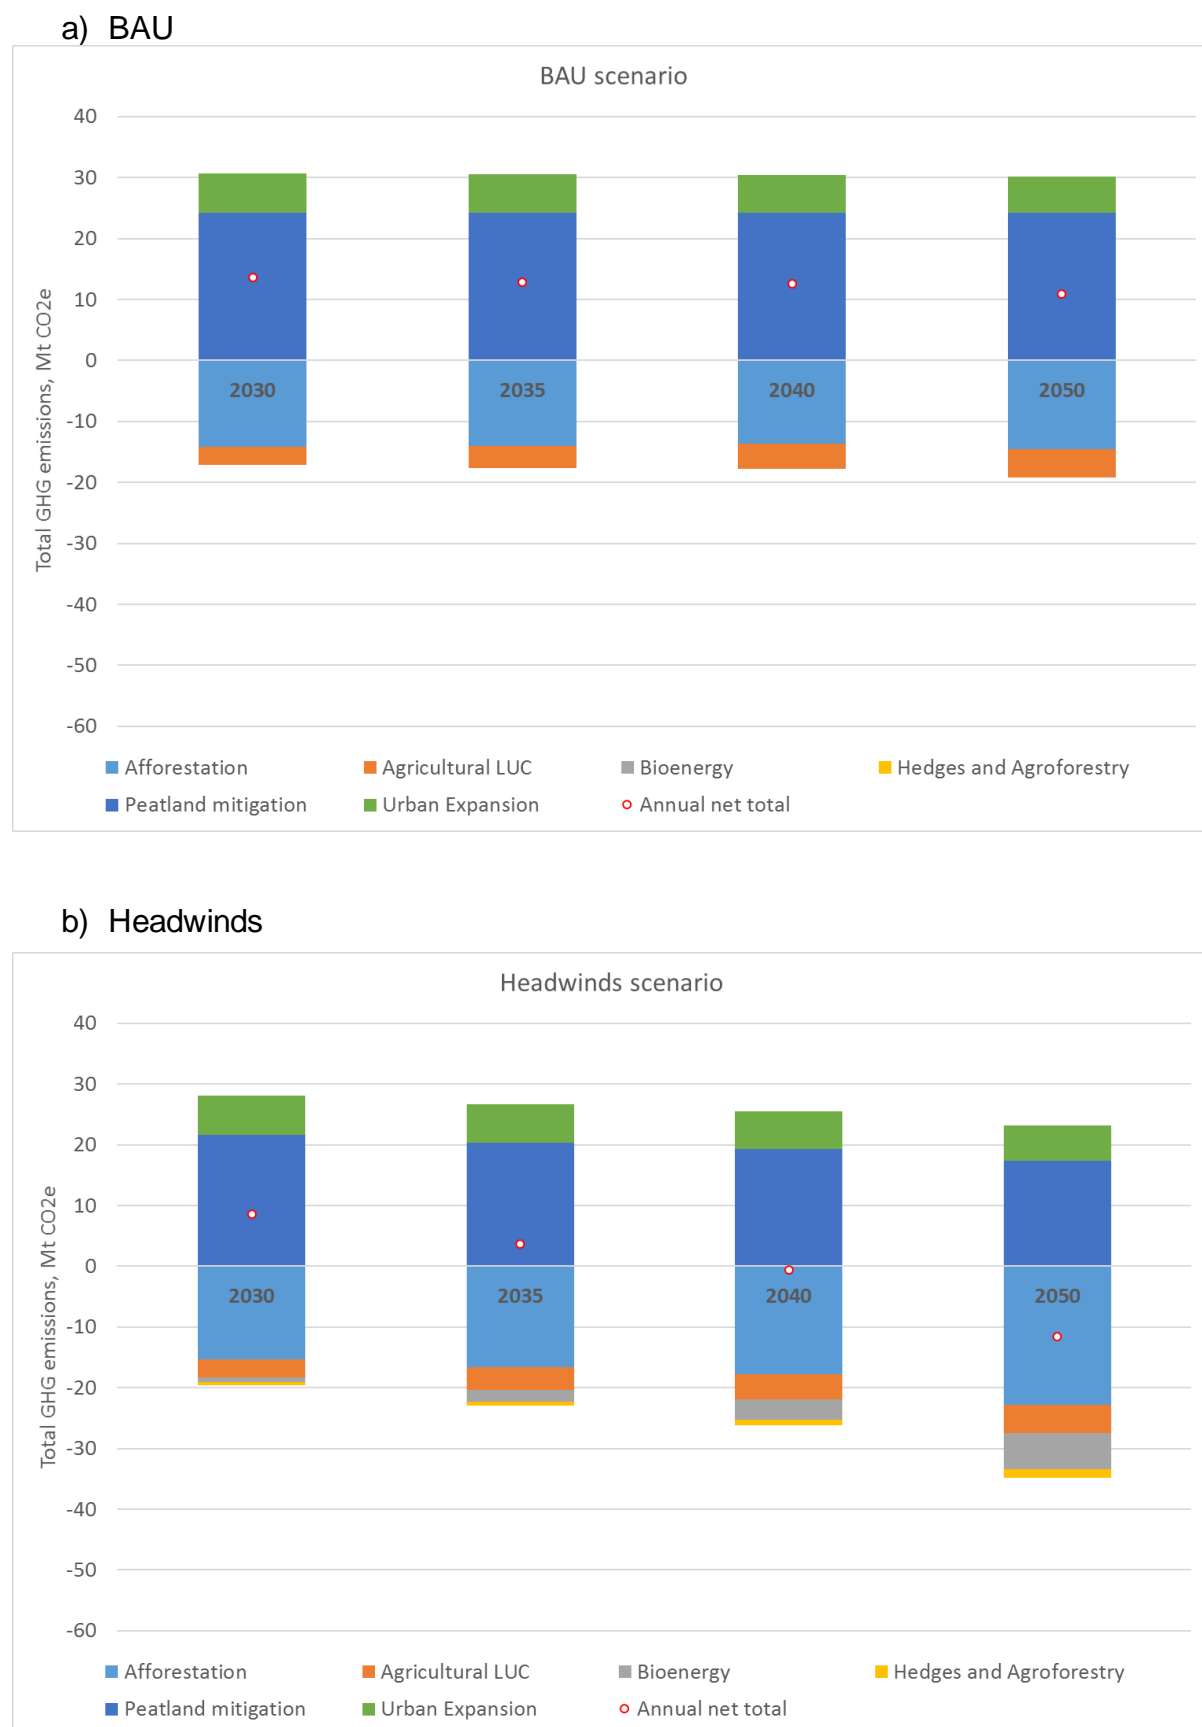 a) BAU
BAU scenario
40
30
20
10
0
-10
-20
-30
-40
-50
-60
Total GHG emissions, Mt CO2e
2030 2035 2040 2050
Afforestation Agricultural LUC Bioenergy Hedges and Agroforestry
Peatland mitigation Urban Expansion Annual net total
b) Headwinds
Headwinds scenario
40
30
20
10
0
-10
-20
-30
-40
-50
-60
Total GHG emissions, Mt CO2e
2030 2035 2040 2050
Afforestation Agricultural LUC Bioenergy Hedges and Agroforestry
Peatland mitigation Urban Expansion Annual net total